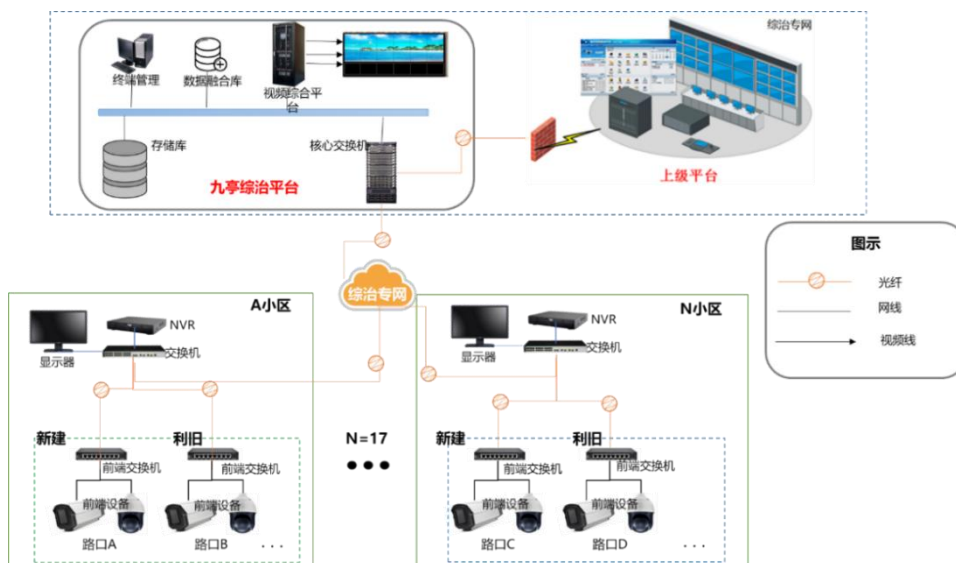 终端管理
数据融合库
视频综合平台
存储库
核心交换机
九亭综治平台
综治专网
上级平台
图示
光纤
网线
视频线
综治专网
A小区
NVR
显示器
交换机
新建
利旧
前端交换机
前端交换机
前端设备
前端设备
路口A
路口B
...
N=17
N小区
NVR
显示器
交换机
新建
利旧
前端交换机
前端交换机
前端设备
前端设备
路口C
路口D
...